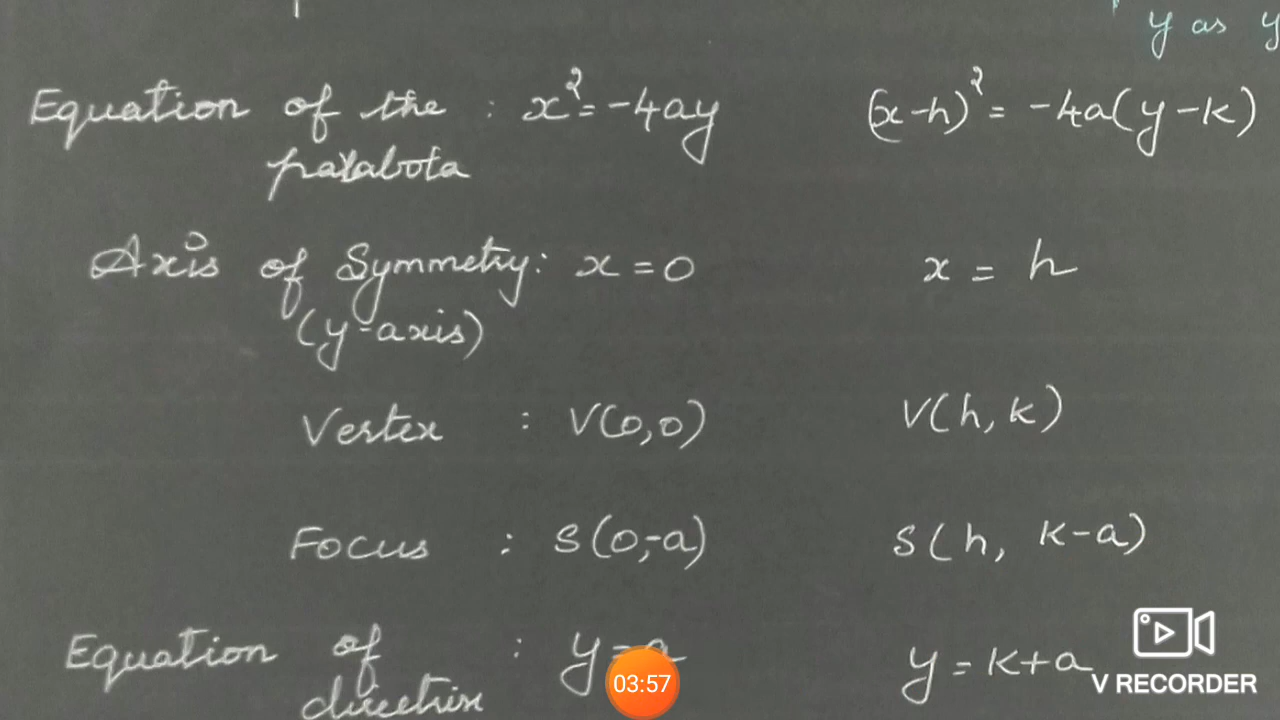 y as y
Equation of the : x² = -4ay (x-h)² = -4a(y-k)
parabola
Axis of Symmetry: x = 0 x = h
(y-axis)
Vertex : V(0,0) V(h, k)
Focus : S(0,-a) S(h, k-a)
Equation of : y = a y = k+a
directrix
03:57
V RECORDER